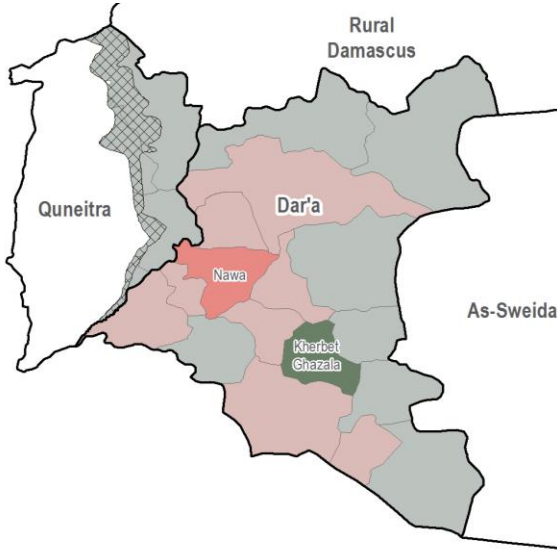 Rural
Damascus
Quneitra
Dar'a
Nawa
As-Sweida
Kherbet
Ghazala